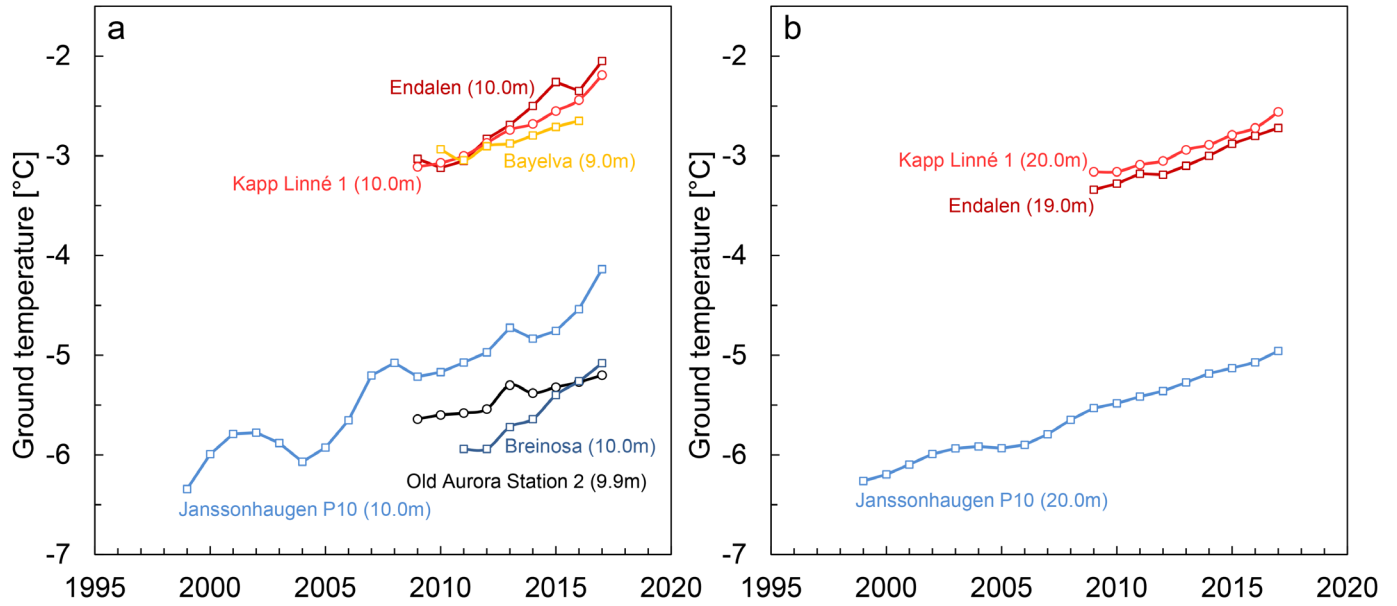 a
Ground temperature [°C]
-2
-3
-4
-5
-6
-7
1995
2000
2005
2010
2015
2020
Endalen (10.0m)
Bayelva (9.0m)
Kapp Linné 1 (10.0m)
Breinosa (10.0m)
Old Aurora Station 2 (9.9m)
Janssonhaugen P10 (10.0m)
b
Ground temperature [°C]
-2
-3
-4
-5
-6
-7
1995
2000
2005
2010
2015
2020
Kapp Linné 1 (20.0m)
Endalen (19.0m)
Janssonhaugen P10 (20.0m)